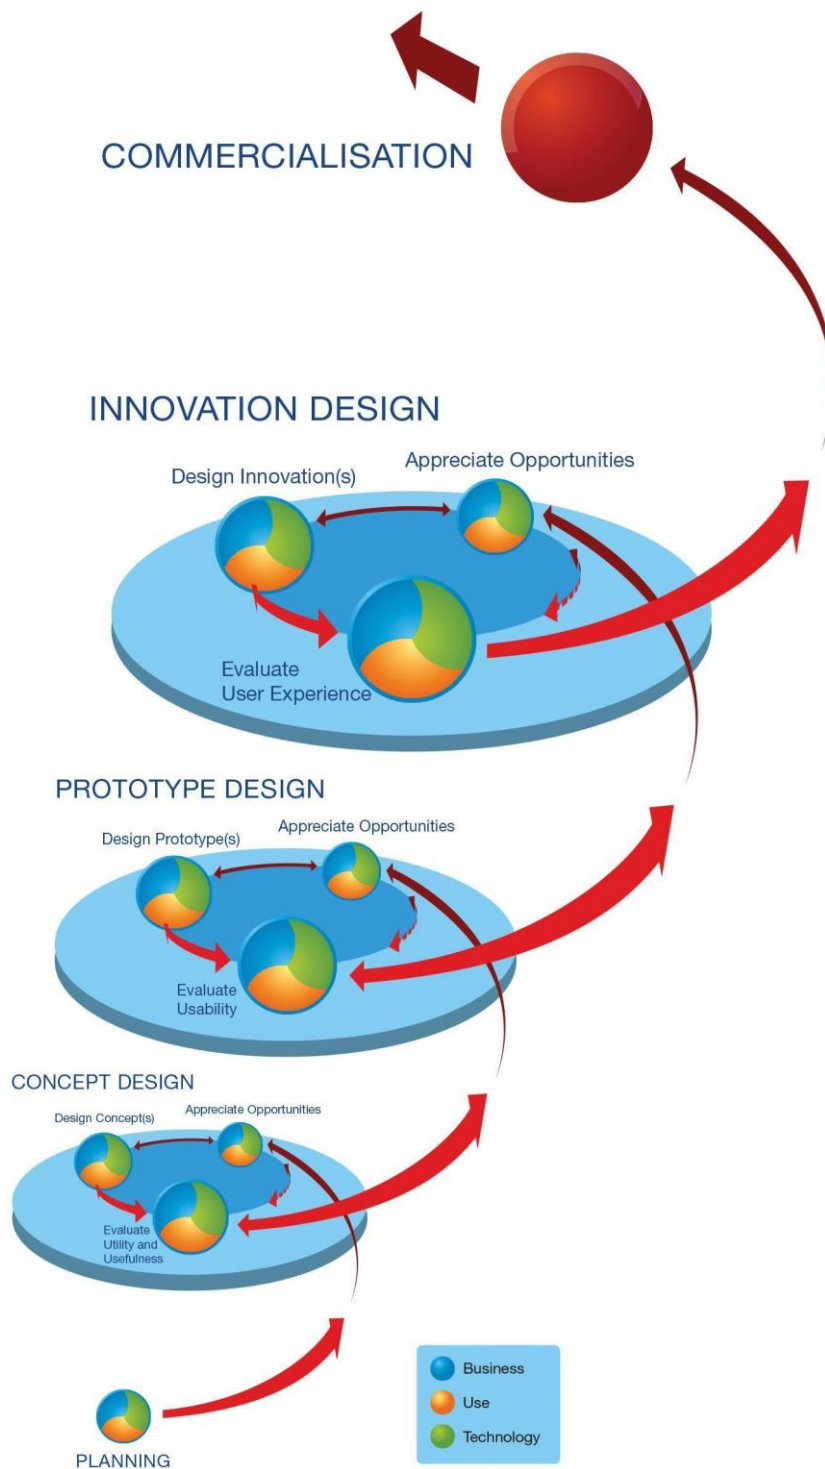 COMMERCIALISATION
INNOVATION DESIGN
Appreciate Opportunities
Design Innovation(s)
Evaluate
User Experience
PROTOTYPE DESIGN
Appreciate Opportunities
Design Prototype(s)
Evaluate
Usability
CONCEPT DESIGN
Appreciate Opportunities
Design Concept(s)
Evaluate
Utility and
Usefulness
Business
Use
Technology
PLANNING